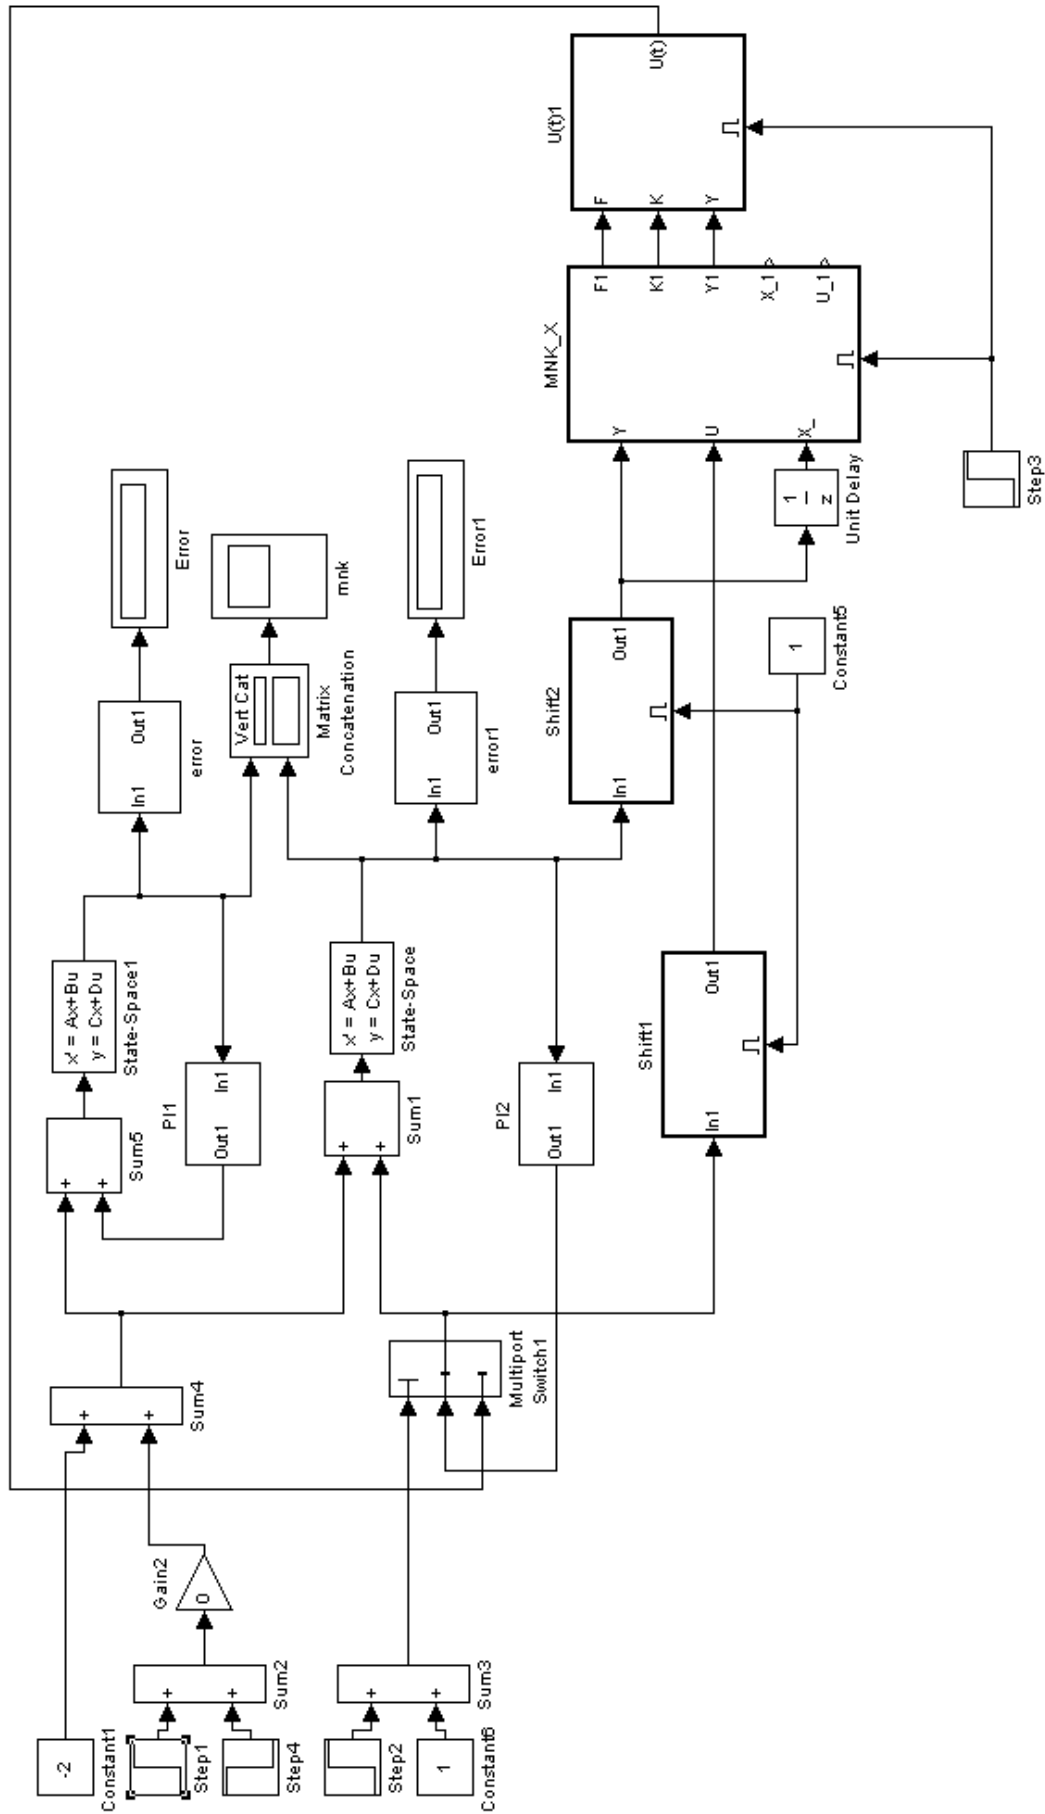 -2
Constant1
Step1
Step4
+
+
Sum2
0
Gain2
+
+
Sum4
Step2
1
Constant6
+
+
Sum3
Multiport
Switch1
+
+
Sum5
x' = Ax+Bu
y = Cx+Du
State-Space1
PI1
Out1
In1
In1
Out1
error
Error
+
+
Sum1
x' = Ax+Bu
y = Cx+Du
State-Space
Vert Cat
Matrix
Concatenation
mnk
In1
Out1
error1
Error1
PI2
Out1
In1
Shift1
In1
Out1
Shift2
In1
Out1
1
Constant5
1
z
Unit Delay
MNK_X
Y
U
X_
F1
K1
Y1
X_1
U_1
U(t)1
F
K
Y
U(t)
Step3